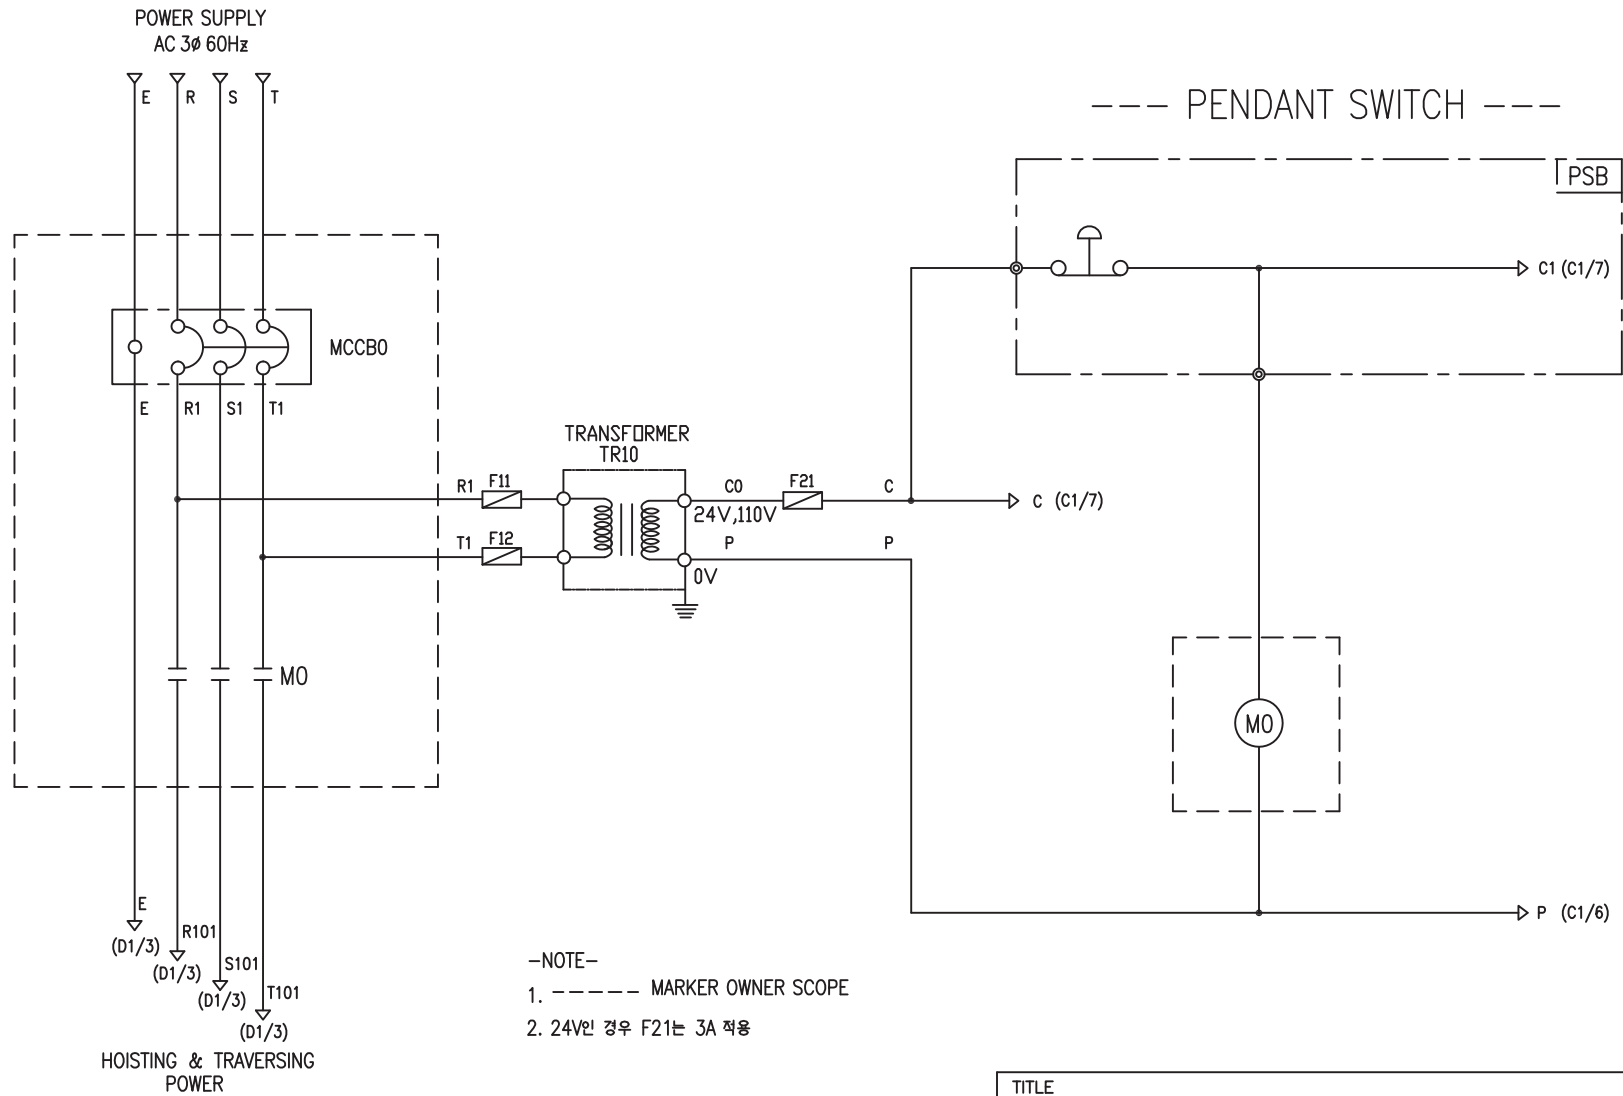 POWER SUPPLY
AC 3Ø 60Hz
E R S T
--- PENDANT SWITCH ---
PSB
C1 (C1/7)
MCCB0
E R1 S1 T1
TRANSFORMER
TR10
R1 F11
C0 F21 C
C (C1/7)
24V,110V
T1 F12
P P
0V
M0
M0
E
(D1/3)
R101
(D1/3)
S101
(D1/3)
T101
(D1/3)
P (C1/6)
HOISTING & TRAVERSING
POWER
-NOTE-
1. ------ MARKER OWNER SCOPE
2. 24V인 경우 F21는 3A 적용
TITLE